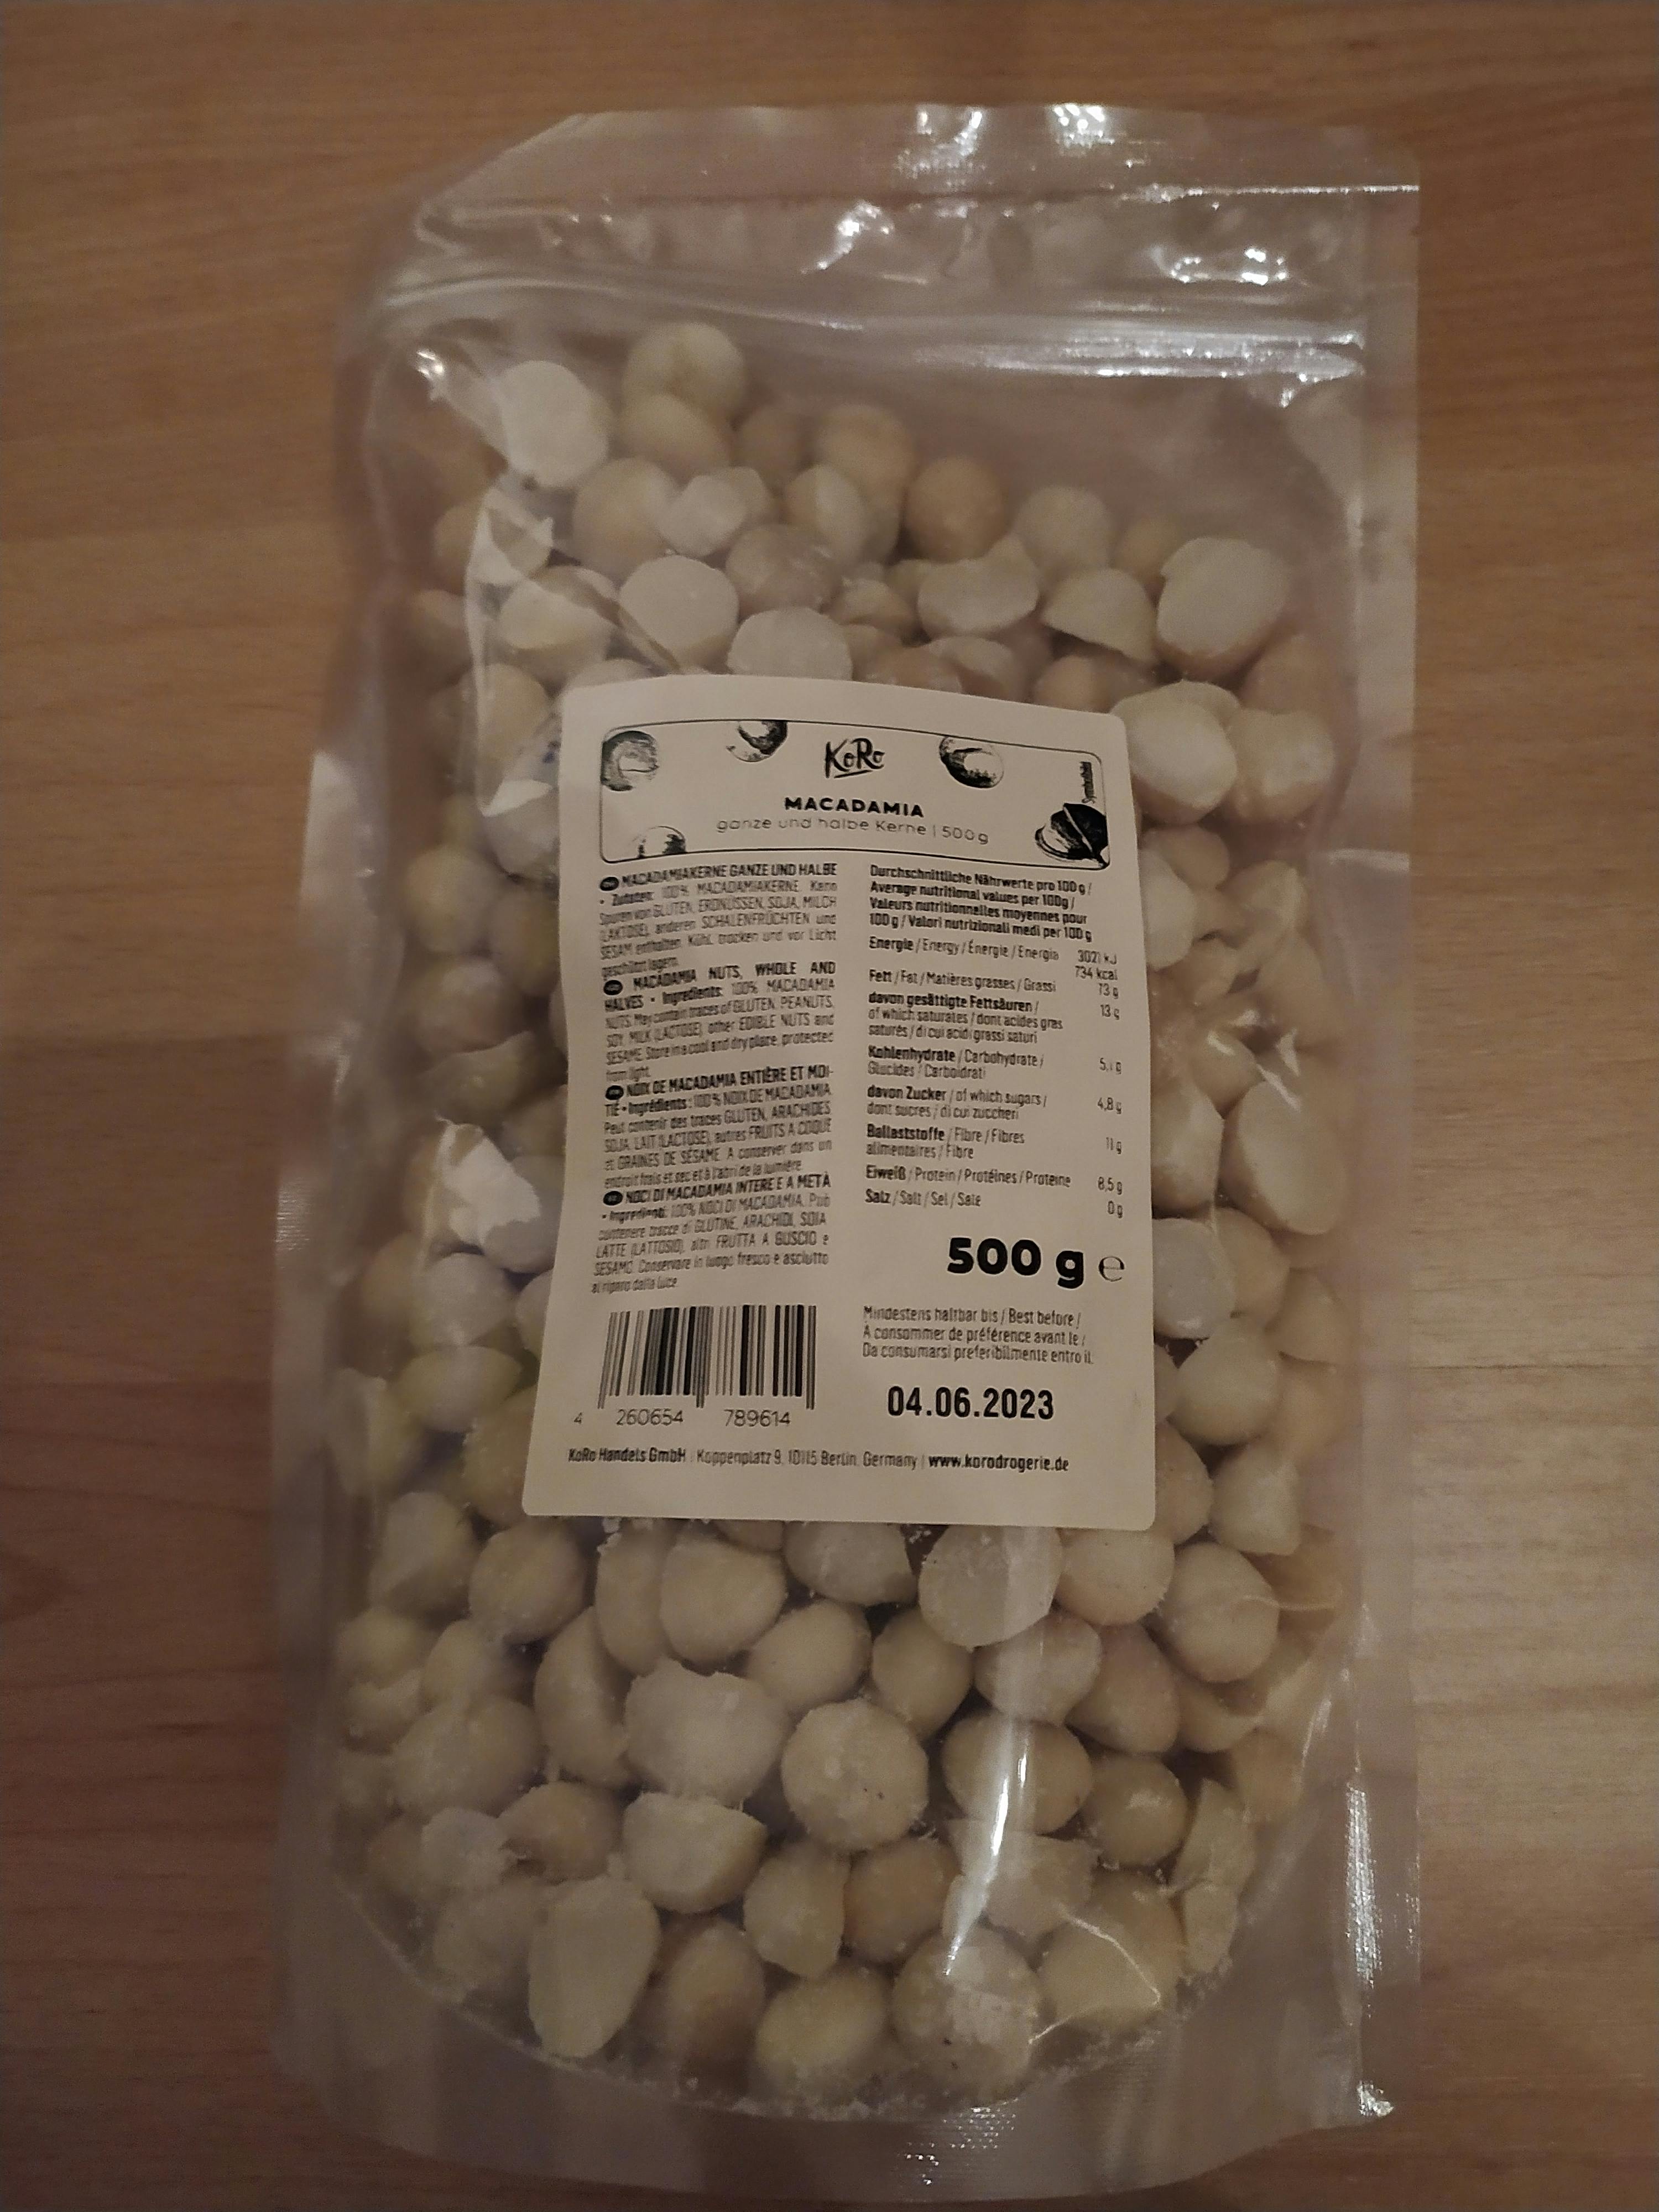 KoRo
MACADAMIA
ganze und halbe Kerne | 500g
Symbolbild
DE MACADAMIAKERNE GANZE UND HALBE
• Zutaten: 100% MACADAMIAKERNE. Kann
Spuren von GLUTEN, ERDNÜSSEN, SOJA, MILCH
(LAKTOSE), anderen SCHALENFRÜCHTEN und
SESAM enthalten. Kühl, trocken und vor Licht
geschützt lagern.
MACADAMIA NUTS, WHOLE AND
HALVES • Ingredients: 100% MACADAMIA
NUTS. May contain traces of GLUTEN, PEANUTS,
SOY, MILK (LACTOSE), other EDIBLE NUTS and
SESAME. Store in a cool and dry place, protected
from light.
NOIX DE MACADAMIA ENTIÈRE ET MOI-
TIÉ • Ingrédients : 100 % NOIX DE MACADAMIA.
Peut contenir des traces GLUTEN, ARACHIDES
SOJA, LAIT (LACTOSE), autres FRUITS A COQUE
et GRAINES DE SÉSAME. A conserver dans un
endroit frais et sec et à l'abri de la lumière.
NOCI DI MACADAMIA INTERE E A METÀ
• Ingredienti: 100% NOCI DI MACADAMIA. Può
contenere tracce di GLUTINE, ARACHIDI, SOIA
LATTE (LATTOSIO), altri FRUTTA A GUSCIO e
SESAMO. Conservare in luogo fresco e asciutto
al riparo dalla luce
4 260654 789614
Durchschnittliche Nährwerte pro 100 g /
Average nutritional values per 100g /
Valeurs nutritionnelles moyennes pour
100 g / Valori nutrizionali medi per 100 g
Energie / Energy / Énergie / Energia 3021 kJ
734 kcal
Fett / Fat / Matières grasses / Grassi 73 g
davon gesättigte Fettsäuren / 13 g
of which saturates / dont acides gras
saturés / di cui acidi grassi saturi
Kohlenhydrate / Carbohydrate / 5,1 g
Glucides / Carboidrati
davon Zucker / of which sugars / 4,8 g
dont sucres / di cui zuccheri
Ballaststoffe / Fibre / Fibres 11 g
alimentaires / Fibre
Eiweiß / Protein / Protéines / Proteine 8,5 g
Salz / Salt / Sel / Sale 0 g
500 g ℮
Mindestens haltbar bis / Best before /
À consommer de préférence avant le /
Da consumarsi preferibilmente entro il:
04.06.2023
KoRo Handels GmbH | Koppenplatz 9, 10115 Berlin, Germany | www.korodrogerie.de